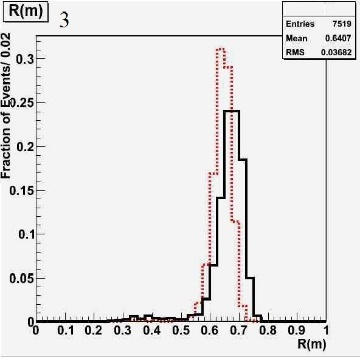 R(m) 3
Entries 7519
Mean 0.6407
RMS 0.03682
Fraction of Events/ 0.02
0.3
0.25
0.2
0.15
0.1
0.05
0
0 0.1 0.2 0.3 0.4 0.5 0.6 0.7 0.8 0.9 1
R(m)